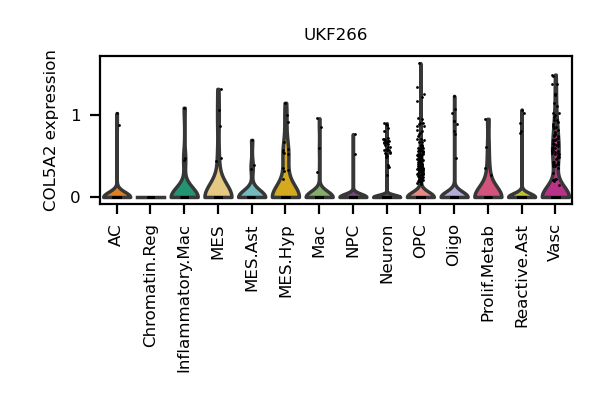 UKF266
COL5A2 expression
1
0
AC
Chromatin.Reg
Inflammatory.Mac
MES
MES.Ast
MES.Hyp
Mac
NPC
Neuron
OPC
Oligo
Prolif.Metab
Reactive.Ast
Vasc